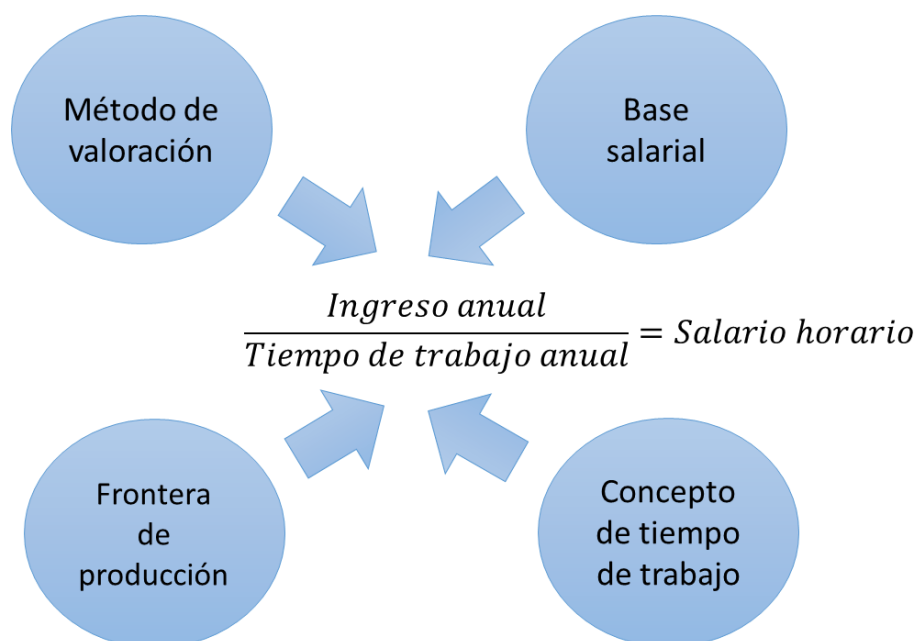 Método de
valoración
Base
salarial
Ingreso anual
Tiempo de trabajo anual
= Salario horario
Frontera
de
producción
Concepto
de tiempo
de trabajo